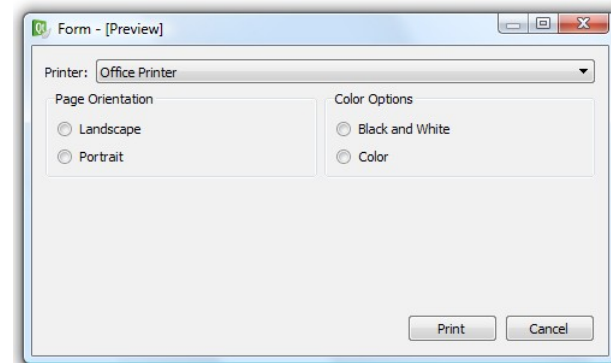 Form - [Preview]
Printer: Office Printer
Page Orientation
Landscape
Portrait
Color Options
Black and White
Color
Print Cancel